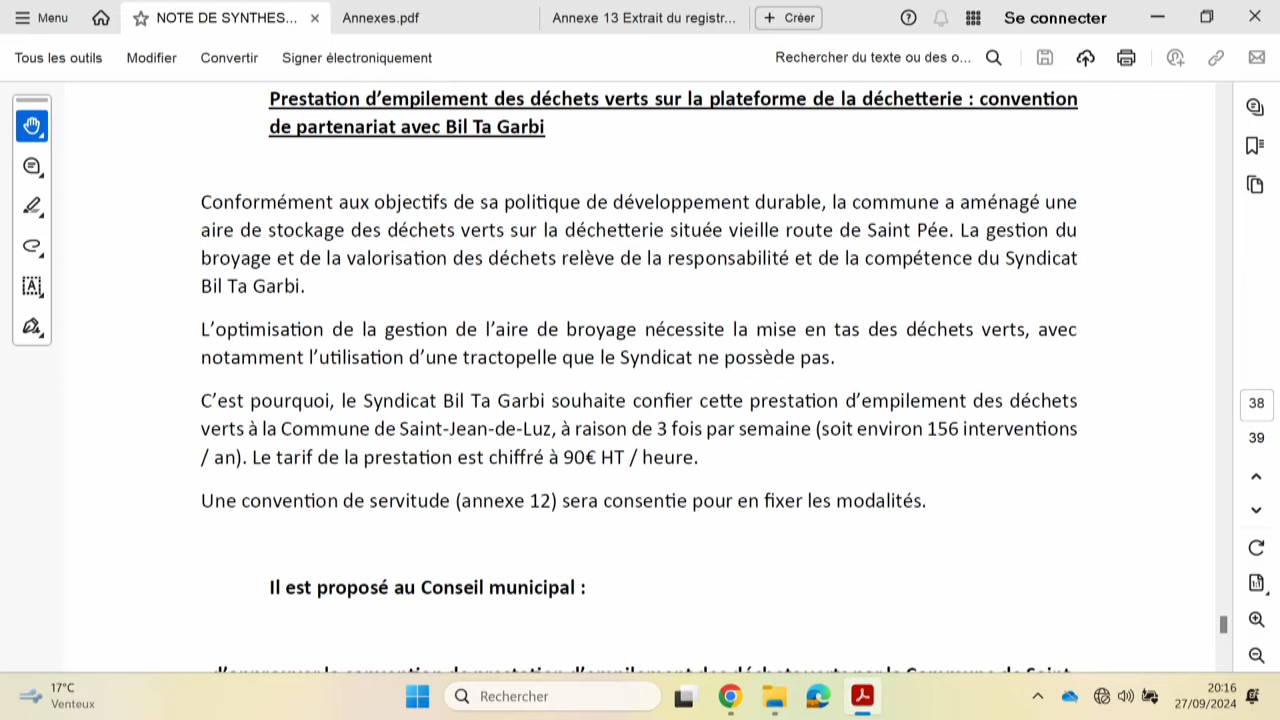 Menu
NOTE DE SYNTHES...
Annexes.pdf
Annexe 13 Extrait du registr...
Créer
Se connecter
Tous les outils
Modifier
Convertir
Signer électroniquement
Rechercher du texte ou des o...
Prestation d’empilement des déchets verts sur la plateforme de la déchetterie : convention
de partenariat avec Bil Ta Garbi
Conformément aux objectifs de sa politique de développement durable, la commune a aménagé une
aire de stockage des déchets verts sur la déchetterie située vieille route de Saint Pée. La gestion du
broyage et de la valorisation des déchets relève de la responsabilité et de la compétence du Syndicat
Bil Ta Garbi.
L’optimisation de la gestion de l’aire de broyage nécessite la mise en tas des déchets verts, avec
notamment l’utilisation d’une tractopelle que le Syndicat ne possède pas.
C’est pourquoi, le Syndicat Bil Ta Garbi souhaite confier cette prestation d’empilement des déchets
verts à la Commune de Saint-Jean-de-Luz, à raison de 3 fois par semaine (soit environ 156 interventions
/ an). Le tarif de la prestation est chiffré à 90€ HT / heure.
Une convention de servitude (annexe 12) sera consentie pour en fixer les modalités.
Il est proposé au Conseil municipal :
38
39
17°C
Venteux
Rechercher
20:16
27/09/2024